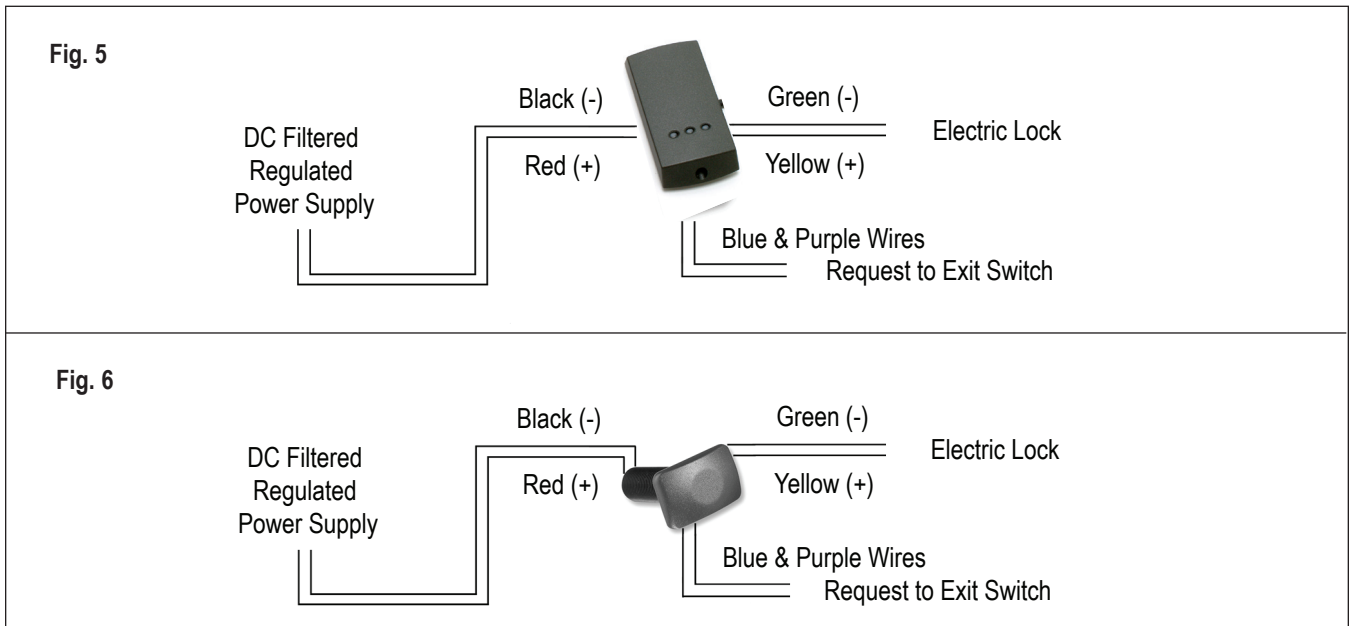 Fig. 5
DC Filtered
Regulated
Power Supply
Black (-)
Red (+)
Green (-)
Yellow (+)
Electric Lock
Blue & Purple Wires
Request to Exit Switch
Fig. 6
DC Filtered
Regulated
Power Supply
Black (-)
Red (+)
Green (-)
Yellow (+)
Electric Lock
Blue & Purple Wires
Request to Exit Switch